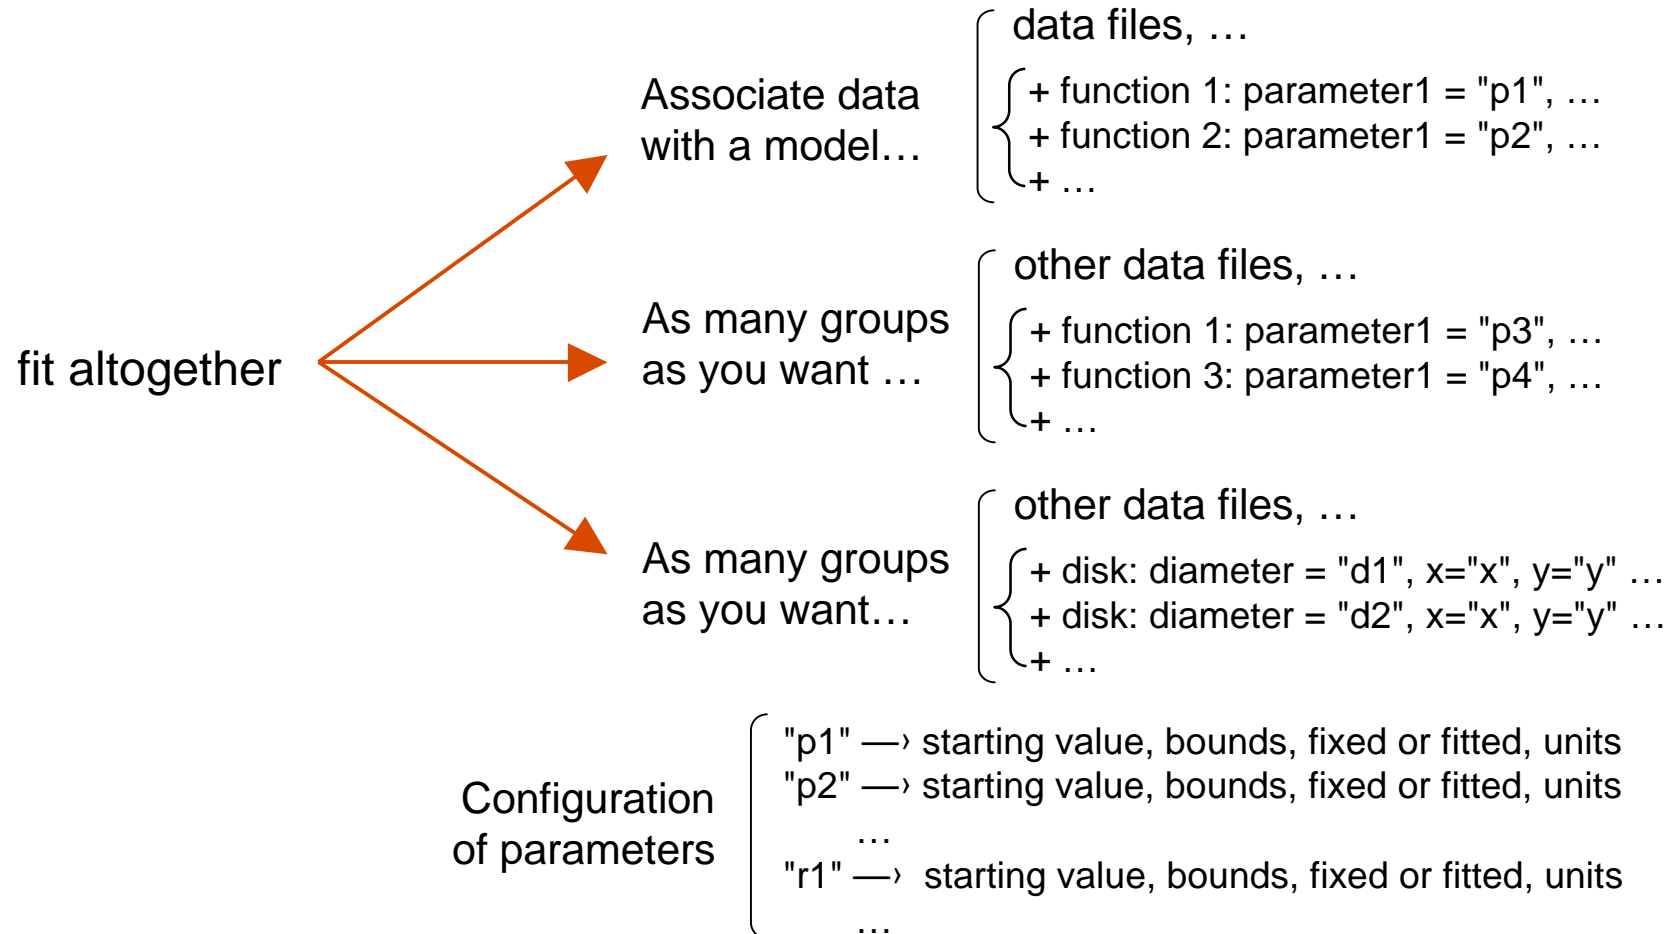 data files, …
Associate data
with a model…
+ function 1: parameter1 = "p1", …
+ function 2: parameter1 = "p2", …
+ …
fit altogether
As many groups
as you want …
other data files, …
+ function 1: parameter1 = "p3", …
+ function 3: parameter1 = "p4", …
+ …
As many groups
as you want…
other data files, …
+ disk: diameter = "d1", x="x", y="y" …
+ disk: diameter = "d2", x="x", y="y" …
+ …
Configuration
of parameters
"p1" —› starting value, bounds, fixed or fitted, units
"p2" —› starting value, bounds, fixed or fitted, units
…
"r1" —› starting value, bounds, fixed or fitted, units
…